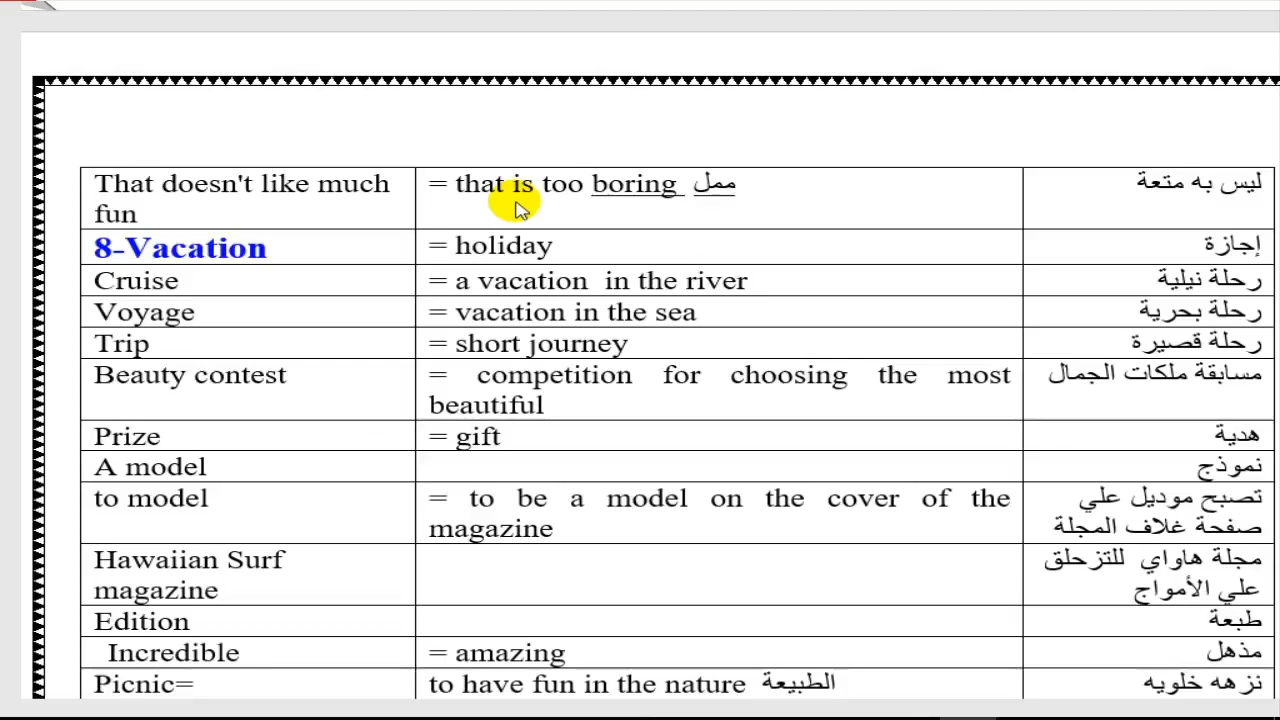 That doesn't like much = that is too boring ممل ليس به متعة
fun
8-Vacation = holiday إجازة
Cruise = a vacation in the river رحلة نيلية
Voyage = vacation in the sea رحلة بحرية
Trip = short journey رحلة قصيرة
Beauty contest = competition for choosing the most مسابقة ملكات الجمال
beautiful
Prize = gift هدية
A model نموذج
to model = to be a model on the cover of the تصبح موديل علي
magazine صفحة غلاف المجلة
Hawaiian Surf مجلة هاواي للتزحلق
magazine علي الأمواج
Edition طبعة
Incredible = amazing مذهل
Picnic= to have fun in the nature الطبيعة نزهه خلويه